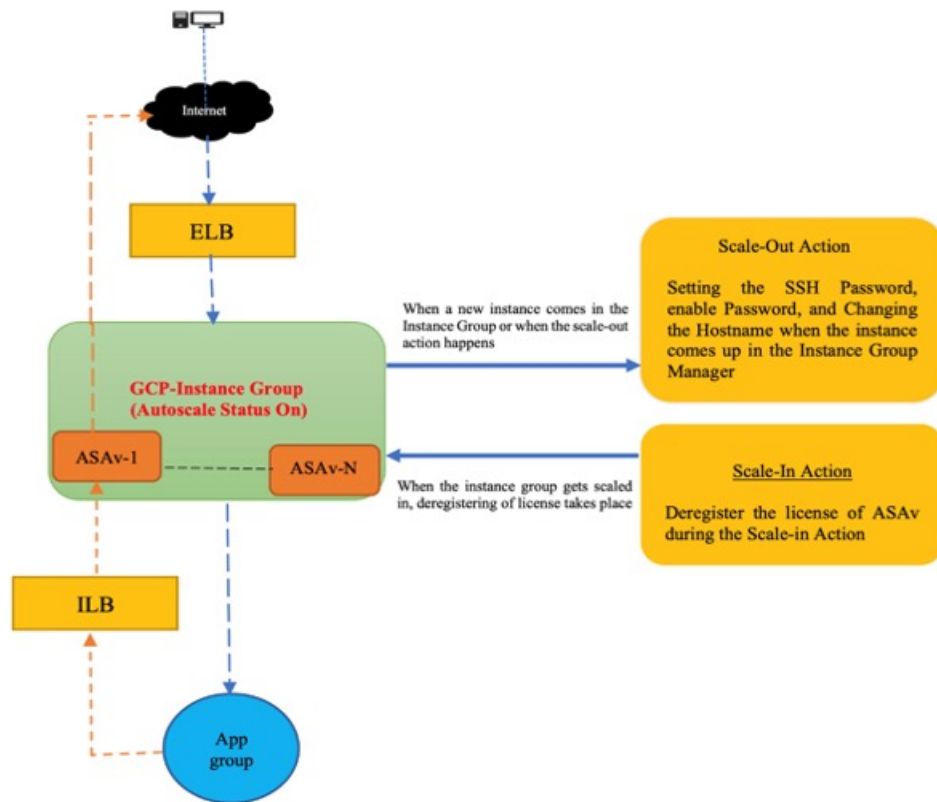 Internet
ELB
When a new instance comes in the
Instance Group or when the scale-out
action happens
Scale-Out Action
Setting the SSH Password,
enable Password, and Changing
the Hostname when the instance
comes up in the Instance Group
Manager
GCP-Instance Group
(Autoscale Status On)
ASAv-1
ASAv-N
When the instance group gets scaled
in, deregistering of license takes place
Scale-In Action
Deregister the license of ASAv
during the Scale-in Action
ILB
App
group